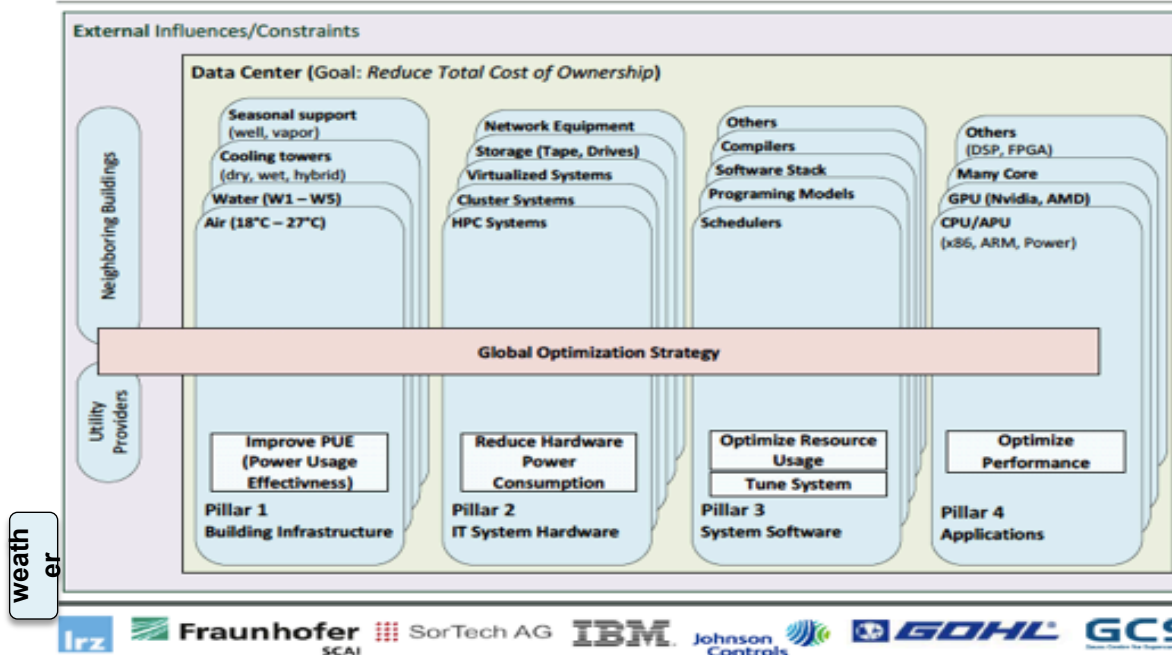 External Influences/Constraints
Data Center (Goal: Reduce Total Cost of Ownership)
Neighboring Buildings
Utility
Providers
weath
er
Seasonal support
(well, vapor)
Cooling towers
(dry, wet, hybrid)
Water (W1 – W5)
Air (18°C – 27°C)
Network Equipment
Storage (Tape, Drives)
Virtualized Systems
Cluster Systems
HPC Systems
Others
Compilers
Software Stack
Programing Models
Schedulers
Others
(DSP, FPGA)
Many Core
GPU (Nvidia, AMD)
CPU/APU
(x86, ARM, Power)
Global Optimization Strategy
Improve PUE
(Power Usage
Effectivness)
Pillar 1
Building Infrastructure
Reduce Hardware
Power
Consumption
Pillar 2
IT System Hardware
Optimize Resource
Usage
Tune System
Pillar 3
System Software
Optimize
Performance
Pillar 4
Applications
lrz
Fraunhofer
SCAI
SorTech AG
IBM
Johnson
Controls
GOHL
GCS